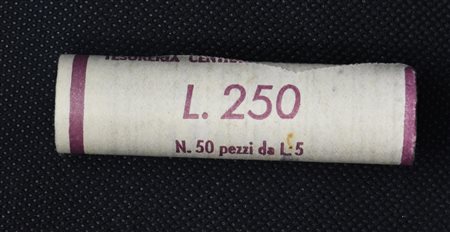 TESORERIA
L. 250
N. 50 pezzi da L. 5